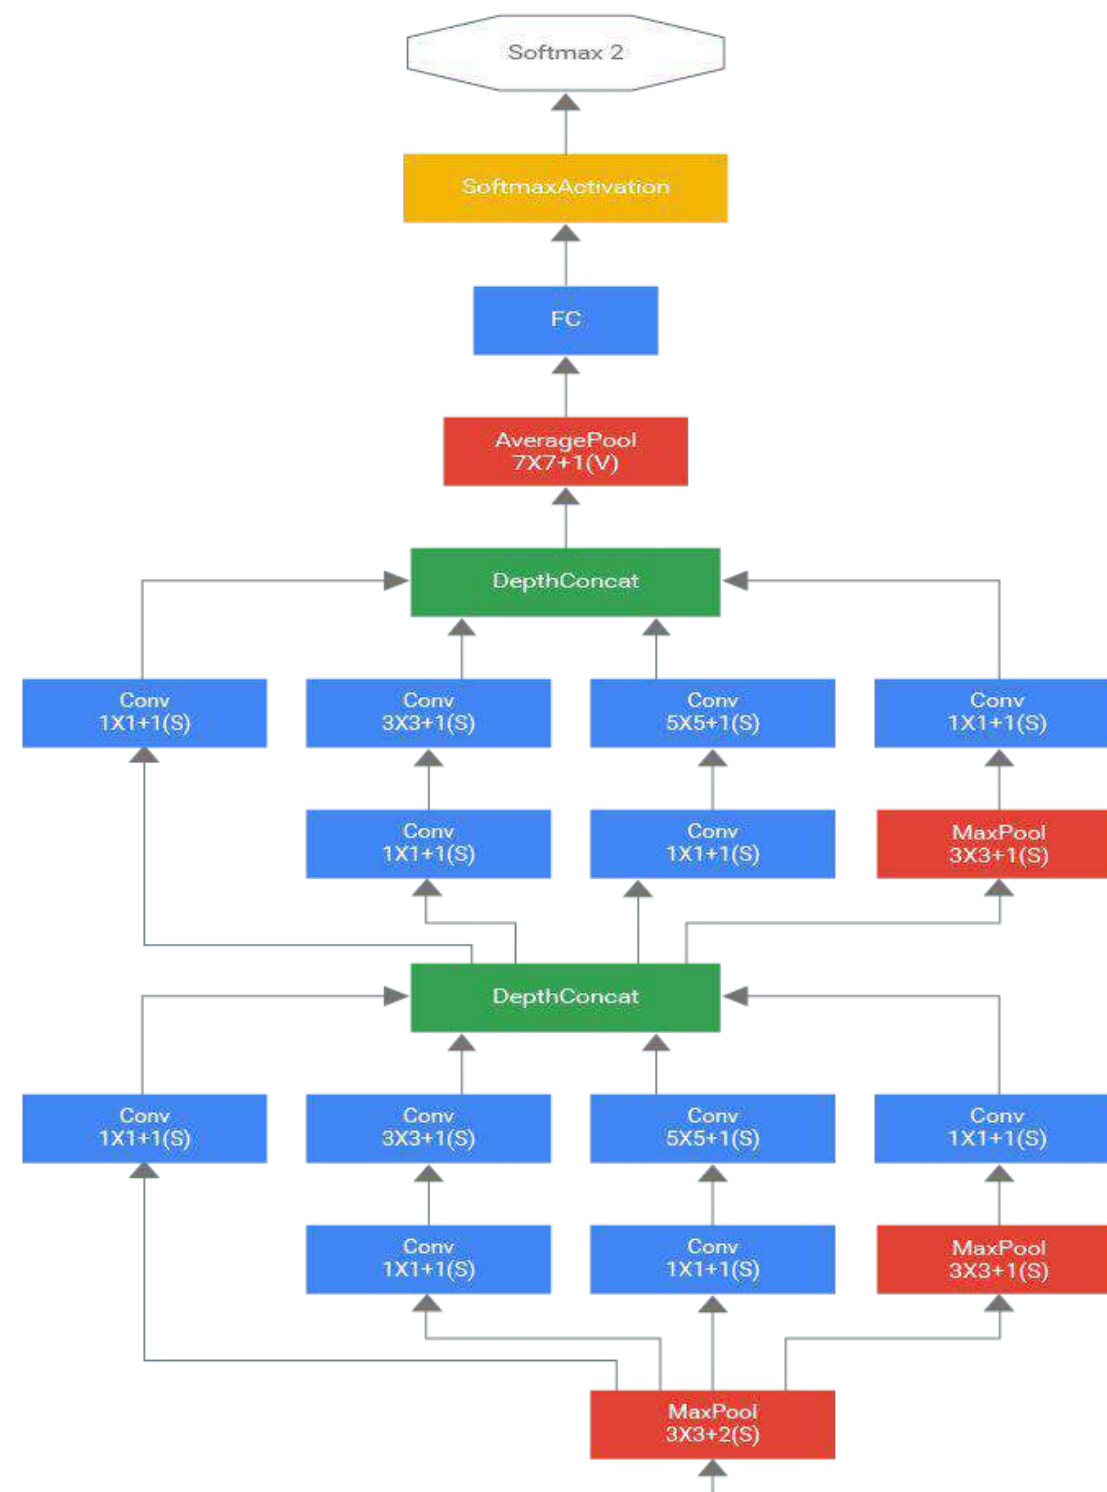 Softmax 2
SoftmaxActivation
FC
AveragePool
7X7+1(V)
DepthConcat
Conv
1X1+1(S)
Conv
3X3+1(S)
Conv
5X5+1(S)
Conv
1X1+1(S)
Conv
1X1+1(S)
Conv
1X1+1(S)
MaxPool
3X3+1(S)
DepthConcat
Conv
1X1+1(S)
Conv
3X3+1(S)
Conv
5X5+1(S)
Conv
1X1+1(S)
Conv
1X1+1(S)
Conv
1X1+1(S)
MaxPool
3X3+1(S)
MaxPool
3X3+2(S)